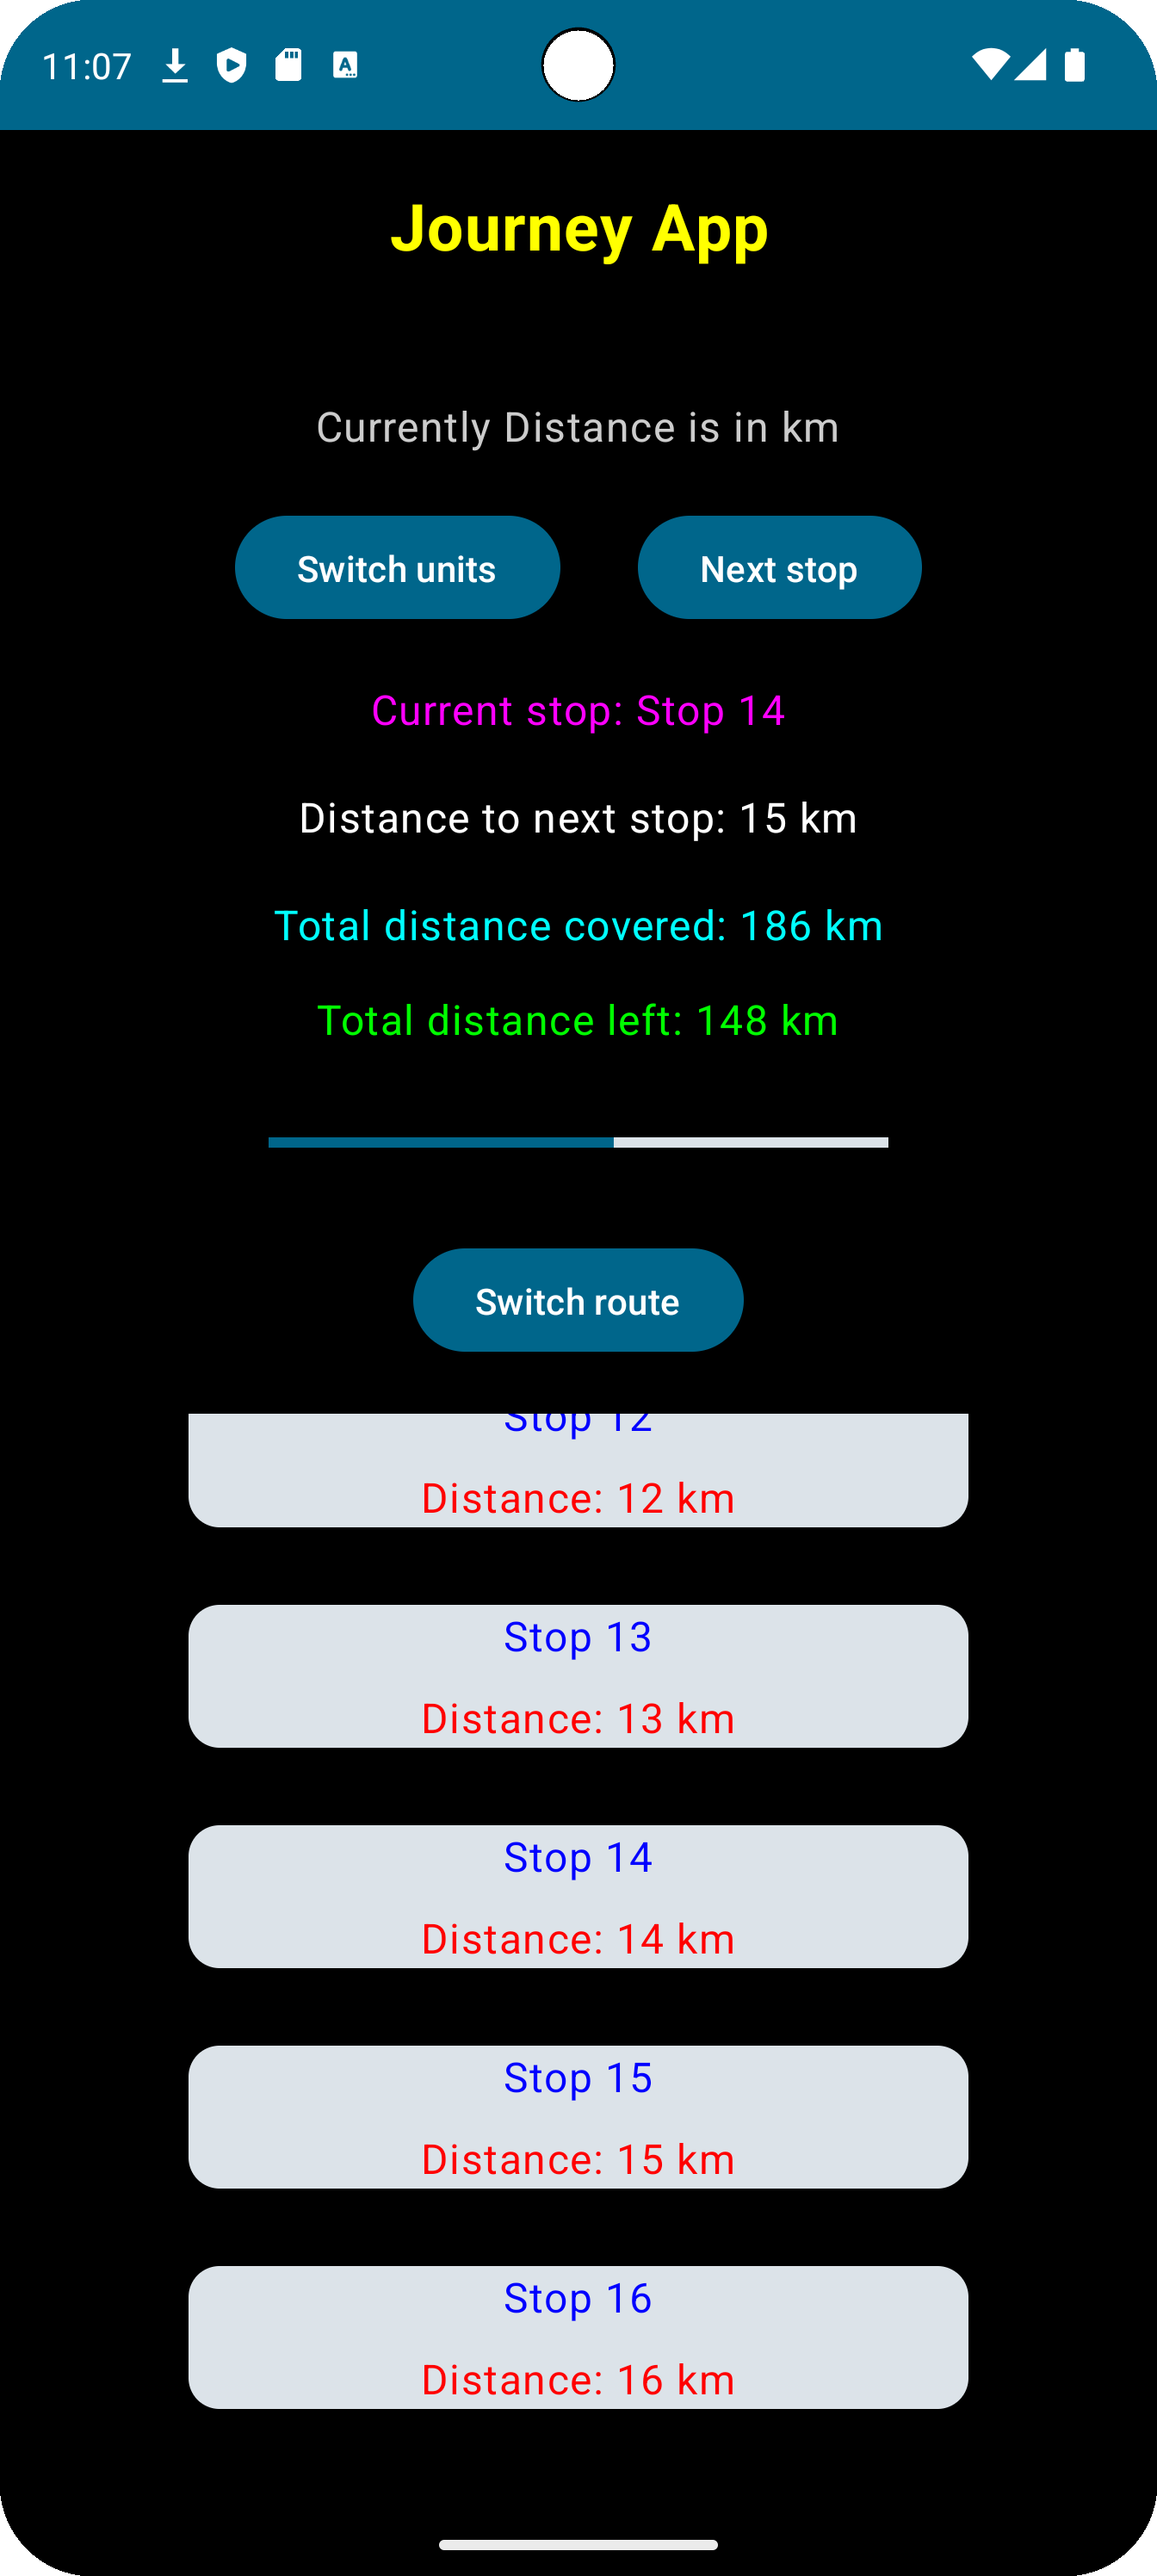 11:07
Journey App
Currently Distance is in km
Switch units Next stop
Current stop: Stop 14
Distance to next stop: 15 km
Total distance covered: 186 km
Total distance left: 148 km
Switch route
Stop 12
Distance: 12 km
Stop 13
Distance: 13 km
Stop 14
Distance: 14 km
Stop 15
Distance: 15 km
Stop 16
Distance: 16 km